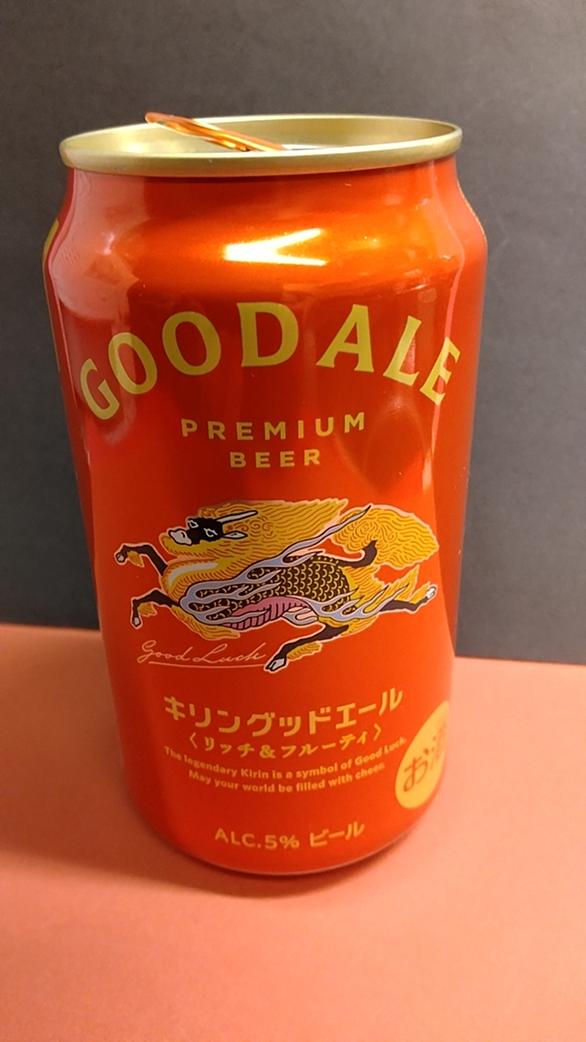 GOOD ALE
PREMIUM
BEER
Good Luck
キリングッドエール
〈リッチ&フルーティ〉
The legendary Kirin is a symbol of Good Luck.
May your world be filled with cheer.
お酒
ALC.5% ビール